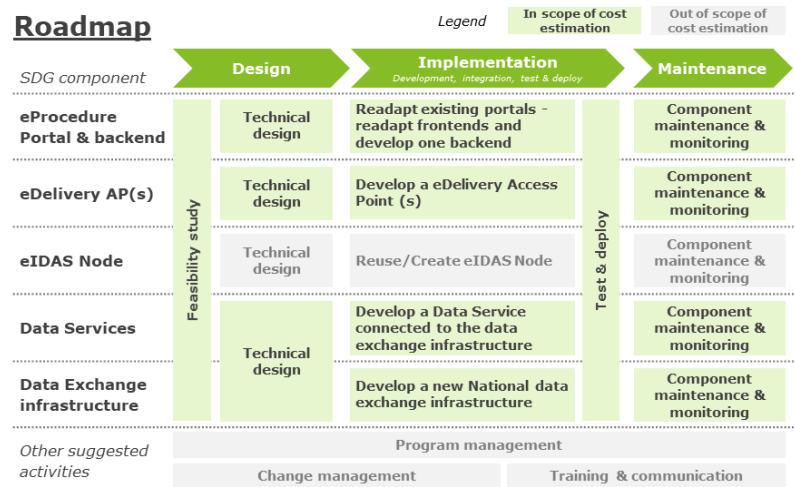 Roadmap
Legend
In scope of cost
estimation
Out of scope of
cost estimation
SDG component
Design
Implementation
Development, integration, test & deploy
Maintenance
Feasibility study
Test & deploy
eProcedure
Portal & backend
Technical
design
Readapt existing portals -
readapt frontends and
develop one backend
Component
maintenance &
monitoring
eDelivery AP(s)
Technical
design
Develop a eDelivery Access
Point (s)
Component
maintenance &
monitoring
eIDAS Node
Technical
design
Reuse/Create eIDAS Node
Component
maintenance &
monitoring
Data Services
Technical
design
Develop a Data Service
connected to the data
exchange infrastructure
Component
maintenance &
monitoring
Data Exchange
infrastructure
Develop a new National data
exchange infrastructure
Component
maintenance &
monitoring
Other suggested
activities
Program management
Change management
Training & communication